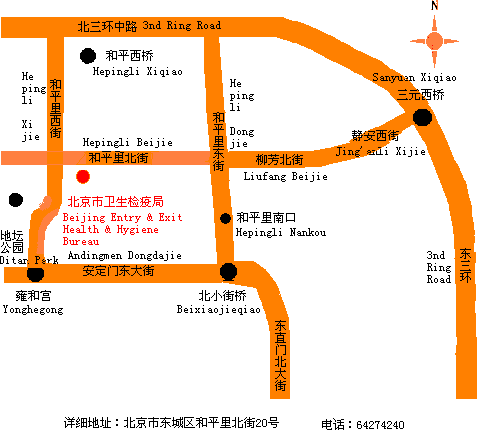 N
北三环中路 3nd Ring Road
和平西桥
Hepingli Xiqiao
Sanyuan Xiqiao
三元西桥
He
ping
li
Xi
jie
和平里西街
He
ping
li
Dong
jie
和平里东街
静安西街
Jing'anli Xijie
Hepingli Beijie
和平里北街
柳芳北街
Liufang Beijie
北京市卫生检疫局
Beijing Entry & Exit
Health & Hygiene
Bureau
和平里南口
Hepingli Nankou
地坛
公园
Ditan Park
Andingmen Dongdajie
安定门东大街
3nd
Ring
Road
东三环
雍和宫
Yonghegong
北小街桥
Beixiaojieqiao
东直门北大街
详细地址：北京市东城区和平里北街20号
电话：64274240